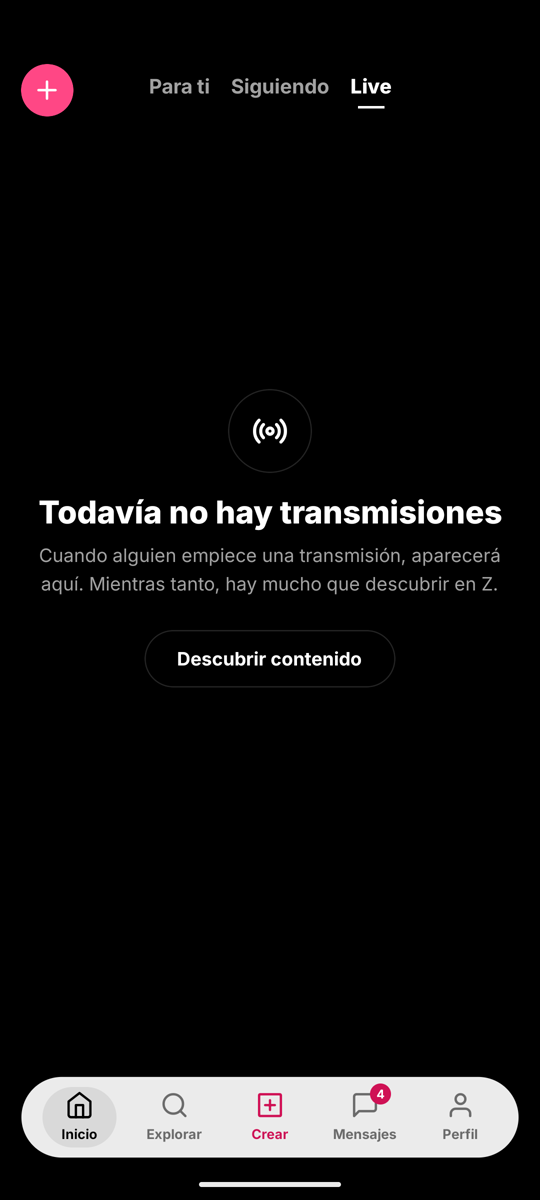 Para ti Siguiendo Live
Todavía no hay transmisiones
Cuando alguien empiece una transmisión, aparecerá
aquí. Mientras tanto, hay mucho que descubrir en Z.
Descubrir contenido
4
Inicio Explorar Crear Mensajes Perfil